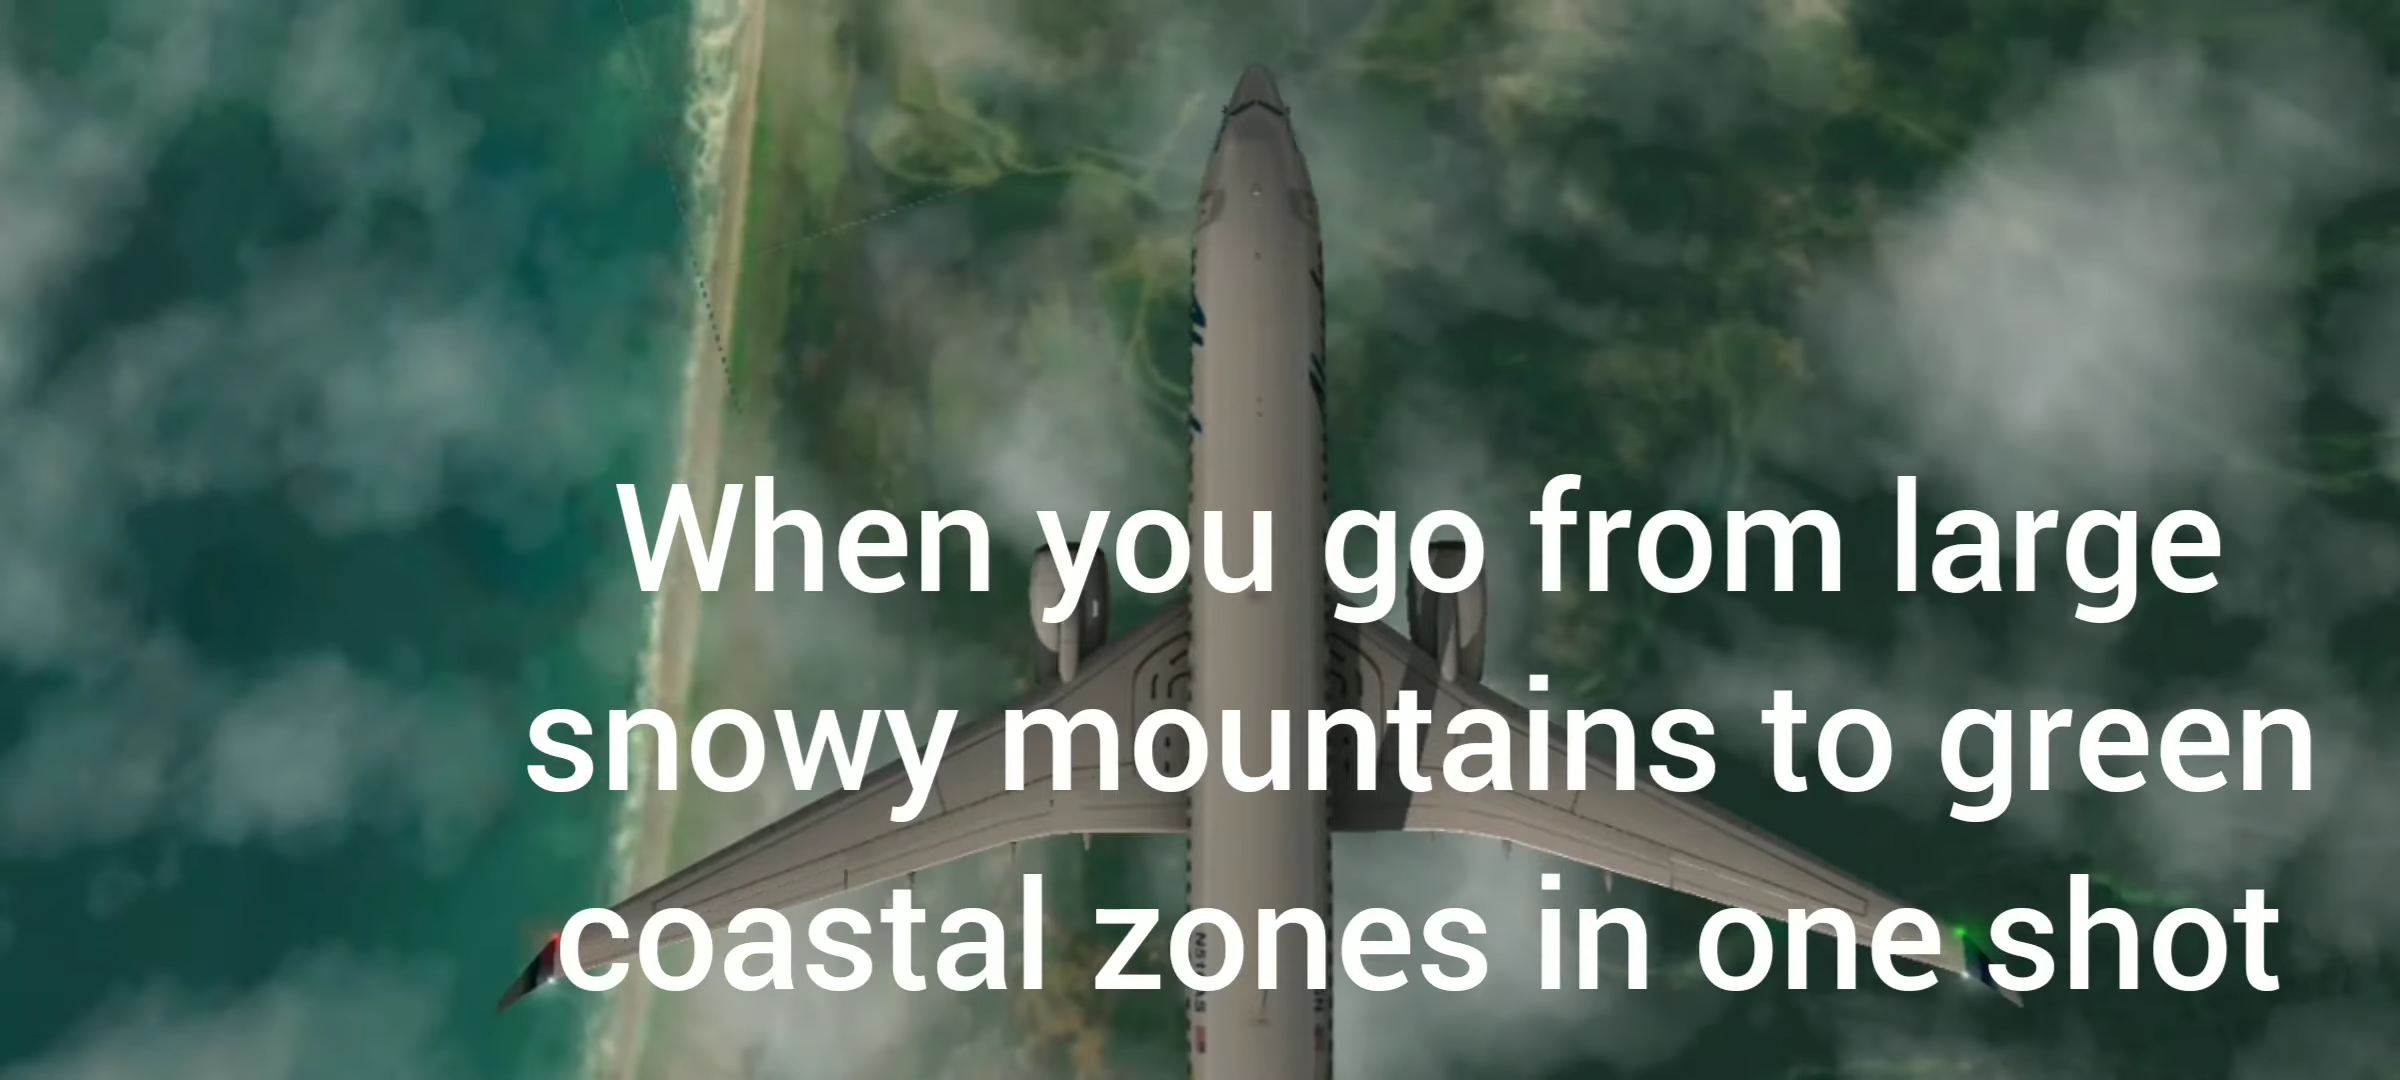 When you go from large
snowy mountains to green
coastal zones in one shot